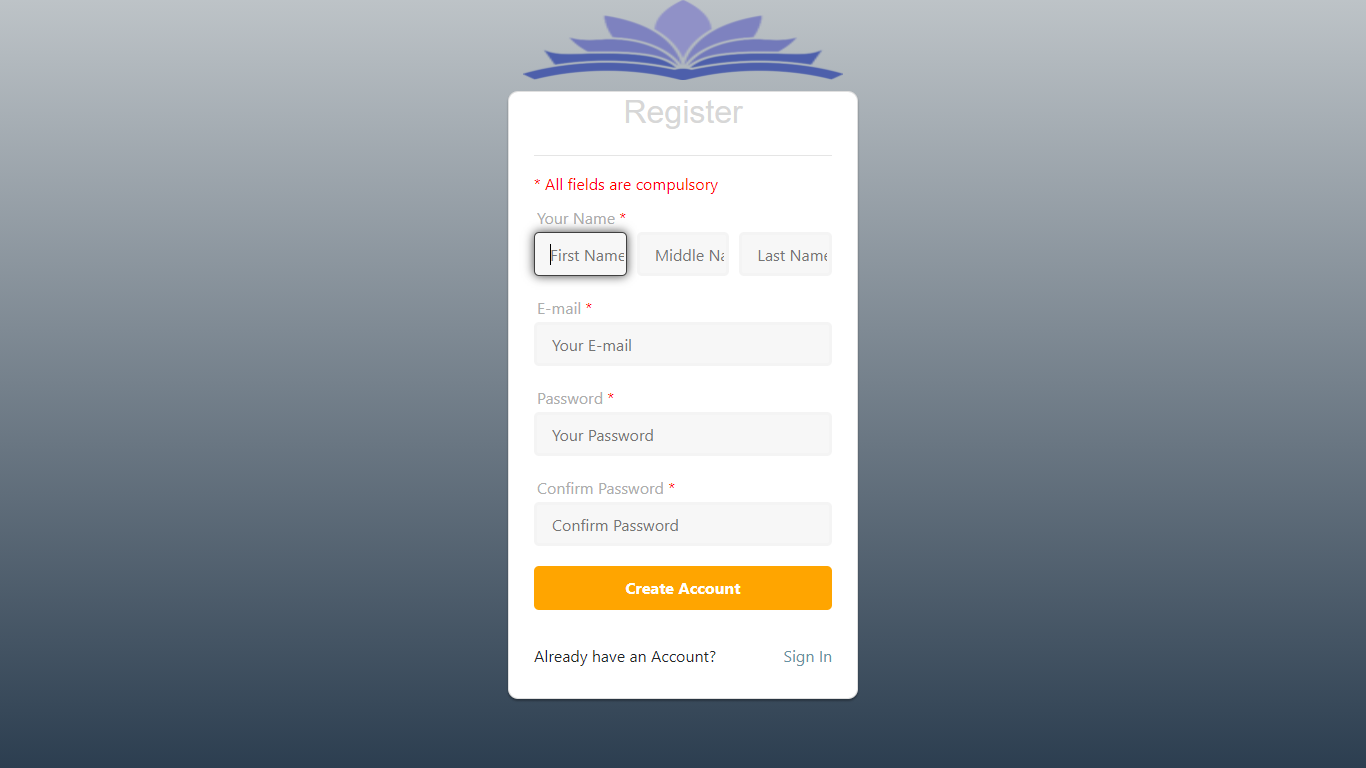 Register
* All fields are compulsory
Your Name *
First Name Middle Na Last Name
E-mail *
Your E-mail
Password *
Your Password
Confirm Password *
Confirm Password
Create Account
Already have an Account? Sign In